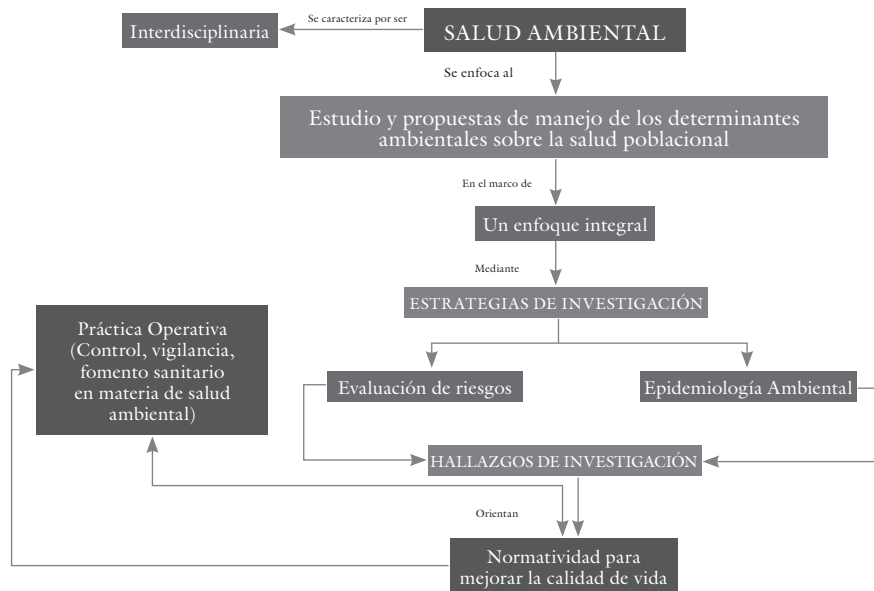 Se caracteriza por ser
Interdisciplinaria
SALUD AMBIENTAL
Se enfoca al
Estudio y propuestas de manejo de los determinantes
ambientales sobre la salud poblacional
En el marco de
Un enfoque integral
Mediante
ESTRATEGIAS DE INVESTIGACIÓN
Práctica Operativa
(Control, vigilancia,
fomento sanitario
en materia de salud
ambiental)
Evaluación de riesgos
Epidemiología Ambiental
HALLAZGOS DE INVESTIGACIÓN
Orientan
Normatividad para
mejorar la calidad de vida